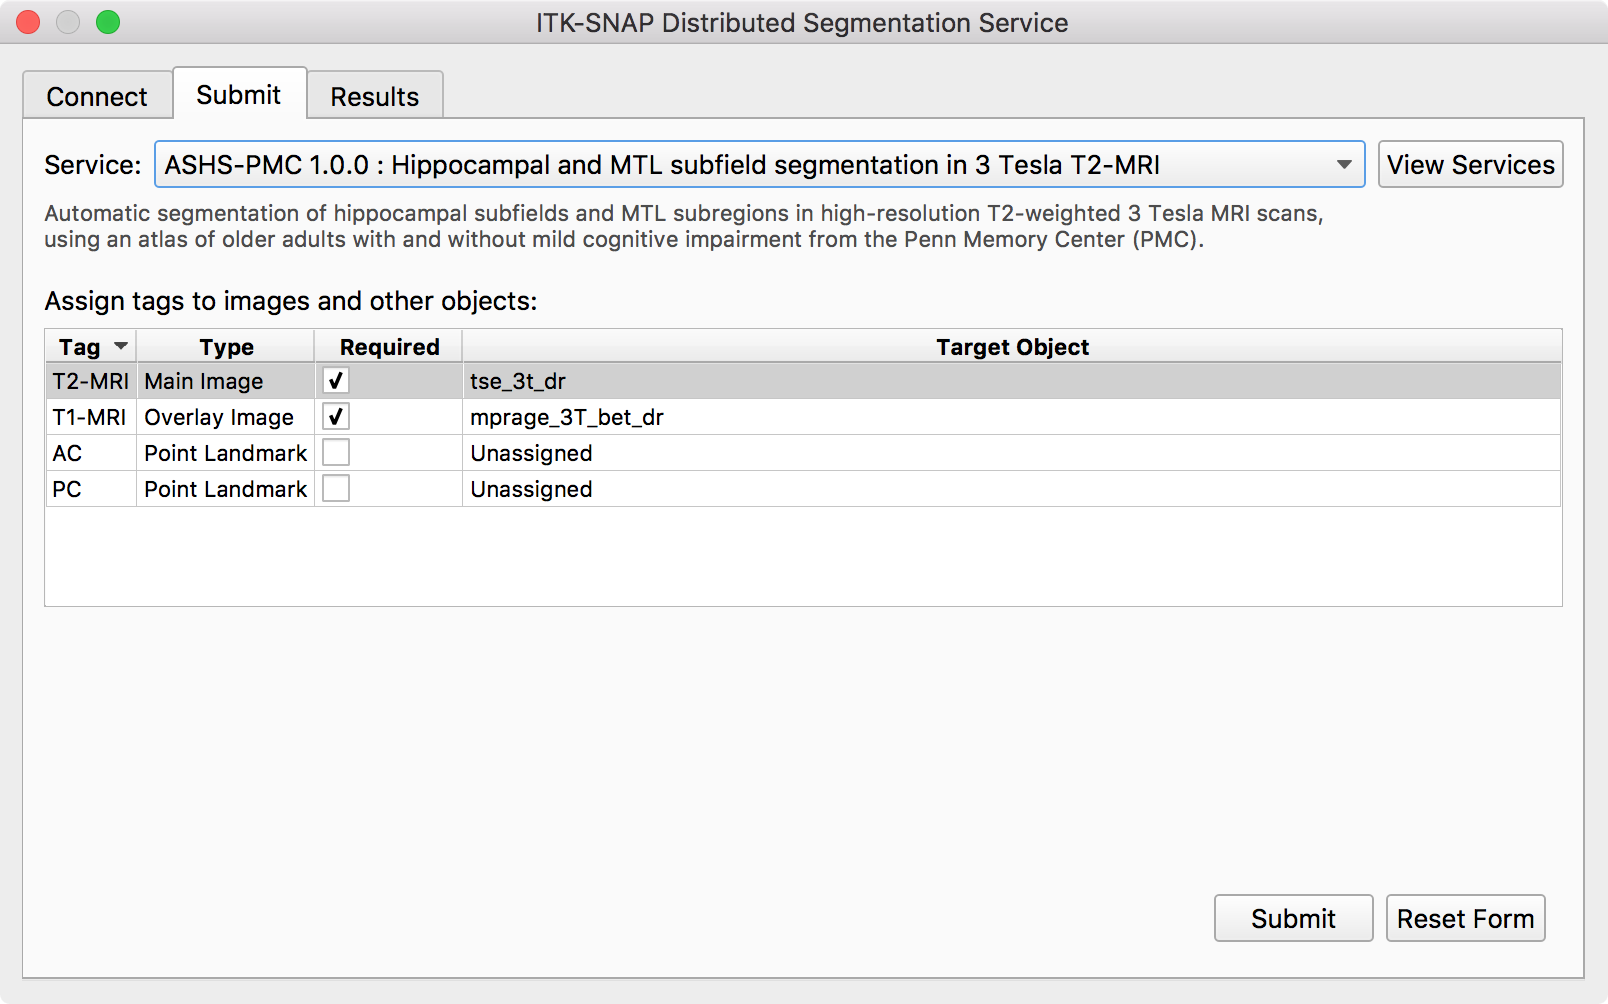 ITK-SNAP Distributed Segmentation Service
Connect Submit Results
Service: ASHS-PMC 1.0.0 : Hippocampal and MTL subfield segmentation in 3 Tesla T2-MRI View Services
Automatic segmentation of hippocampal subfields and MTL subregions in high-resolution T2-weighted 3 Tesla MRI scans,
using an atlas of older adults with and without mild cognitive impairment from the Penn Memory Center (PMC).
Assign tags to images and other objects:
Tag Type Required Target Object
T2-MRI Main Image tse_3t_dr
T1-MRI Overlay Image mprage_3T_bet_dr
AC Point Landmark Unassigned
PC Point Landmark Unassigned
Submit Reset Form